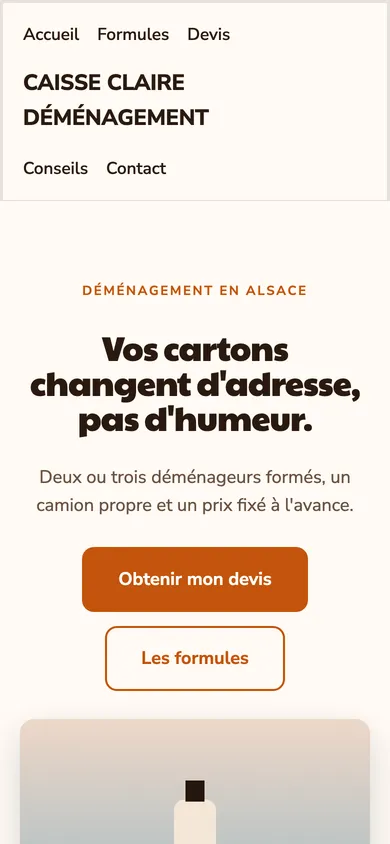 Accueil Formules Devis
CAISSE CLAIRE
DÉMÉNAGEMENT
Conseils Contact
DÉMÉNAGEMENT EN ALSACE
Vos cartons
changent d'adresse,
pas d'humeur.
Deux ou trois déménageurs formés, un
camion propre et un prix fixé à l'avance.
Obtenir mon devis
Les formules